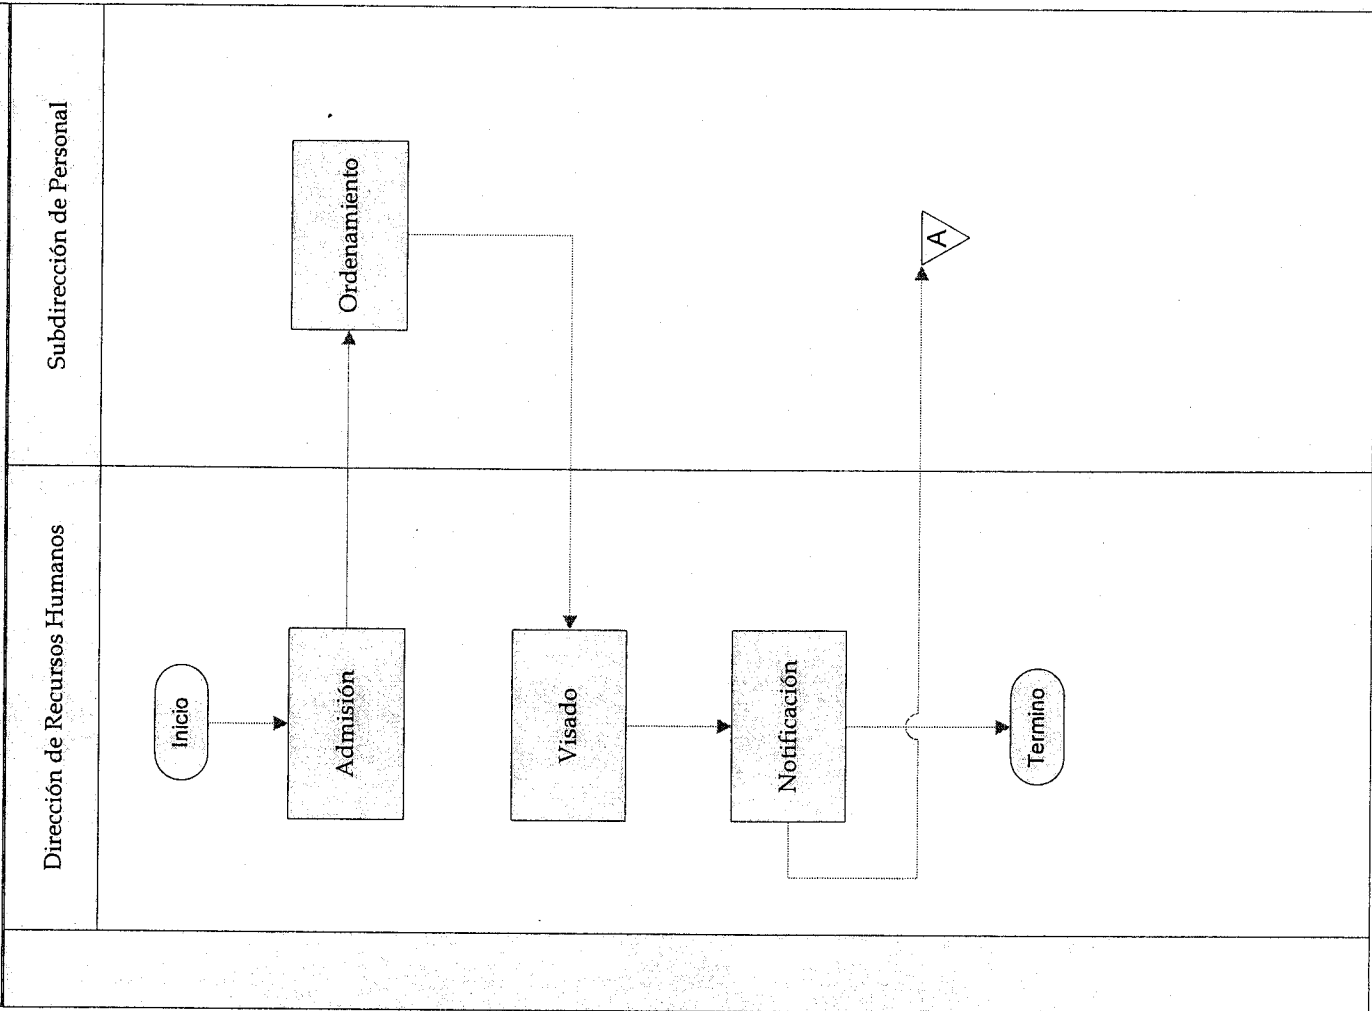 Dirección de Recursos Humanos
Subdirección de Personal
Inicio
Admisión
Ordenamiento
Visado
Notificación
A
Termino